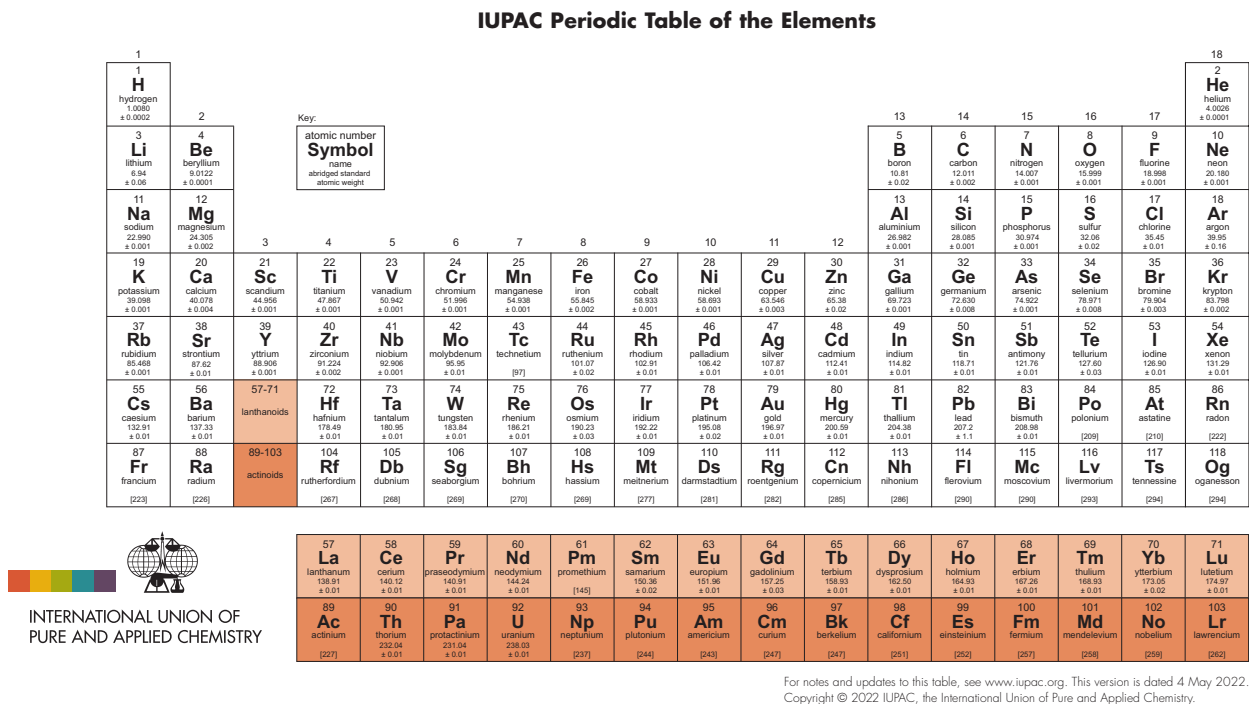 IUPAC Periodic Table of the Elements
1 18
1 2
H He
hydrogen helium
1.0080 4.0026
± 0.0002 ± 0.0001
2 Key: 13 14 15 16 17
3 4 atomic number 5 6 7 8 9 10
Li Be Symbol B C N O F Ne
lithium beryllium name boron carbon nitrogen oxygen fluorine neon
6.94 9.0122 abridged standard 10.81 12.011 14.007 15.999 18.998 20.180
± 0.06 ± 0.0001 atomic weight ± 0.02 ± 0.002 ± 0.001 ± 0.001 ± 0.001 ± 0.001
11 12 13 14 15 16 17 18
Na Mg Al Si P S Cl Ar
sodium magnesium aluminium silicon phosphorus sulfur chlorine argon
22.990 24.305 26.982 28.085 30.974 32.06 35.45 39.95
± 0.001 ± 0.002 ± 0.001 ± 0.001 ± 0.001 ± 0.02 ± 0.01 ± 0.16
3 4 5 6 7 8 9 10 11 12
19 20 21 22 23 24 25 26 27 28 29 30 31 32 33 34 35 36
K Ca Sc Ti V Cr Mn Fe Co Ni Cu Zn Ga Ge As Se Br Kr
potassium calcium scandium titanium vanadium chromium manganese iron cobalt nickel copper zinc gallium germanium arsenic selenium bromine krypton
39.098 40.078 44.956 47.867 50.942 51.996 54.938 55.845 58.933 58.693 63.546 65.38 69.723 72.630 74.922 78.971 79.904 83.798
± 0.001 ± 0.004 ± 0.001 ± 0.001 ± 0.001 ± 0.001 ± 0.001 ± 0.002 ± 0.001 ± 0.001 ± 0.003 ± 0.02 ± 0.001 ± 0.008 ± 0.001 ± 0.008 ± 0.003 ± 0.002
37 38 39 40 41 42 43 44 45 46 47 48 49 50 51 52 53 54
Rb Sr Y Zr Nb Mo Tc Ru Rh Pd Ag Cd In Sn Sb Te I Xe
rubidium strontium yttrium zirconium niobium molybdenum technetium ruthenium rhodium palladium silver cadmium indium tin antimony tellurium iodine xenon
85.468 87.62 88.906 91.224 92.906 95.95 101.07 102.91 106.42 107.87 112.41 114.82 118.71 121.76 127.60 126.90 131.29
± 0.001 ± 0.01 ± 0.001 ± 0.002 ± 0.001 ± 0.01 [97] ± 0.02 ± 0.01 ± 0.01 ± 0.01 ± 0.01 ± 0.01 ± 0.01 ± 0.01 ± 0.03 ± 0.01 ± 0.01
55 56 57-71 72 73 74 75 76 77 78 79 80 81 82 83 84 85 86
Cs Ba Hf Ta W Re Os Ir Pt Au Hg Tl Pb Bi Po At Rn
caesium barium lanthanoids hafnium tantalum tungsten rhenium osmium iridium platinum gold mercury thallium lead bismuth polonium astatine radon
132.91 137.33 178.49 180.95 183.84 186.21 190.23 192.22 195.08 196.97 200.59 204.38 207.2 208.98
± 0.01 ± 0.01 ± 0.01 ± 0.01 ± 0.01 ± 0.01 ± 0.03 ± 0.01 ± 0.02 ± 0.01 ± 0.01 ± 0.01 ± 1.1 ± 0.01 [209] [210] [222]
87 88 89-103 104 105 106 107 108 109 110 111 112 113 114 115 116 117 118
Fr Ra Rf Db Sg Bh Hs Mt Ds Rg Cn Nh Fl Mc Lv Ts Og
francium radium actinoids rutherfordium dubnium seaborgium bohrium hassium meitnerium darmstadtium roentgenium copernicium nihonium flerovium moscovium livermorium tennessine oganesson
[223] [226] [267] [268] [269] [270] [269] [277] [281] [282] [285] [286] [290] [290] [293] [294] [294]
57 58 59 60 61 62 63 64 65 66 67 68 69 70 71
La Ce Pr Nd Pm Sm Eu Gd Tb Dy Ho Er Tm Yb Lu
lanthanum cerium praseodymium neodymium promethium samarium europium gadolinium terbium dysprosium holmium erbium thulium ytterbium lutetium
138.91 140.12 140.91 144.24 150.36 151.96 157.25 158.93 162.50 164.93 167.26 168.93 173.05 174.97
± 0.01 ± 0.01 ± 0.01 ± 0.01 [145] ± 0.02 ± 0.01 ± 0.03 ± 0.01 ± 0.01 ± 0.01 ± 0.01 ± 0.01 ± 0.02 ± 0.01
89 90 91 92 93 94 95 96 97 98 99 100 101 102 103
Ac Th Pa U Np Pu Am Cm Bk Cf Es Fm Md No Lr
actinium thorium protactinium uranium neptunium plutonium americium curium berkelium californium einsteinium fermium mendelevium nobelium lawrencium
232.04 231.04 238.03
[227] ± 0.01 ± 0.01 ± 0.01 [237] [244] [243] [247] [247] [251] [252] [257] [258] [259] [262]
INTERNATIONAL UNION OF
PURE AND APPLIED CHEMISTRY
For notes and updates to this table, see www.iupac.org. This version is dated 4 May 2022.
Copyright © 2022 IUPAC, the International Union of Pure and Applied Chemistry.